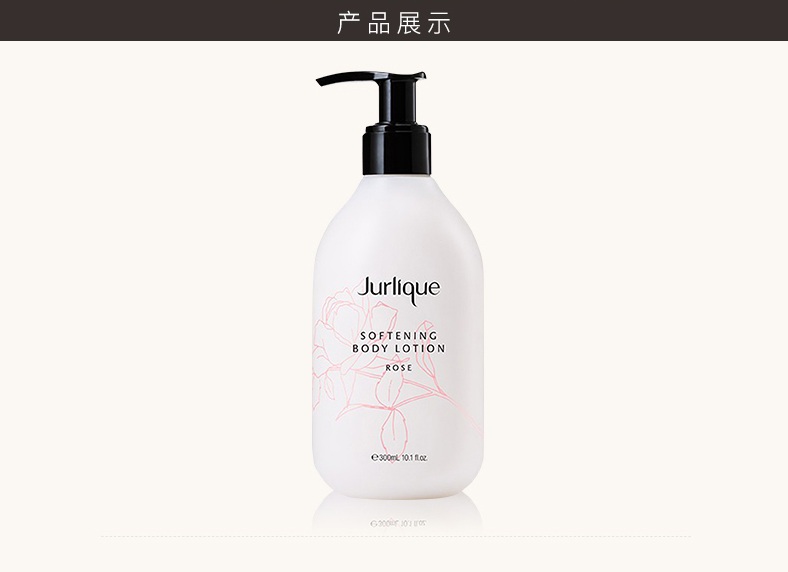 产品展示
Jurlique
SOFTENING
BODY LOTION
ROSE
℮300mL 10.1 fl.oz.